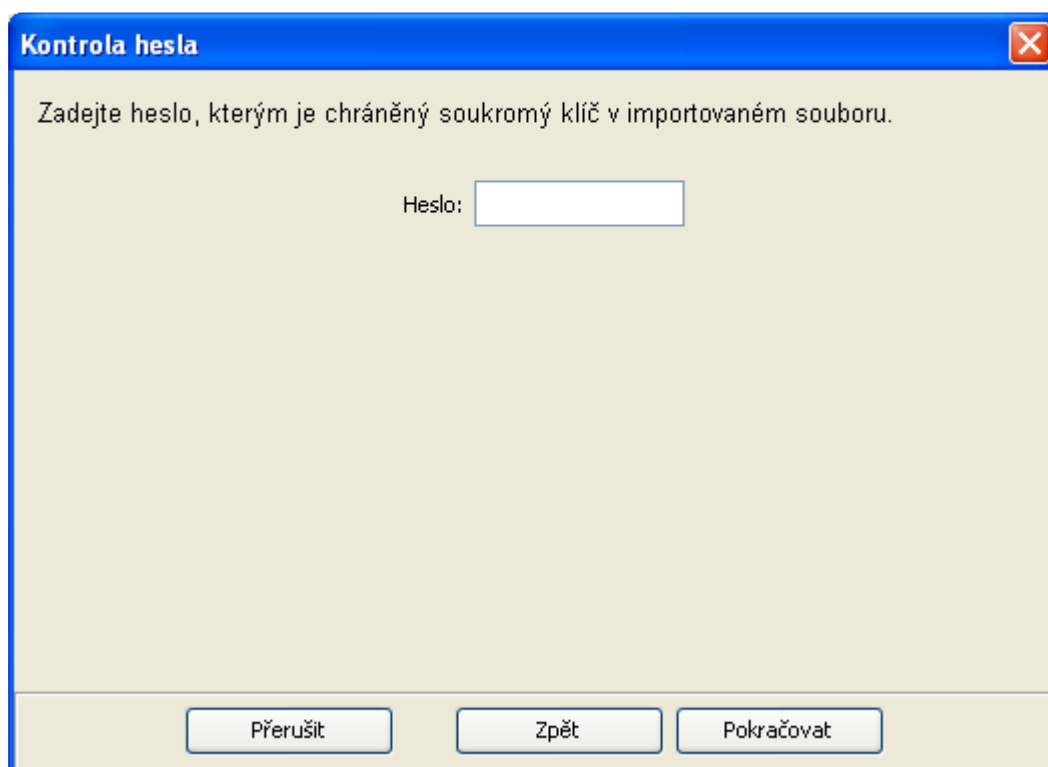 Kontrola hesla
Zadejte heslo, kterým je chráněný soukromý klíč v importovaném souboru.
Heslo:
Přerušit Zpět Pokračovat